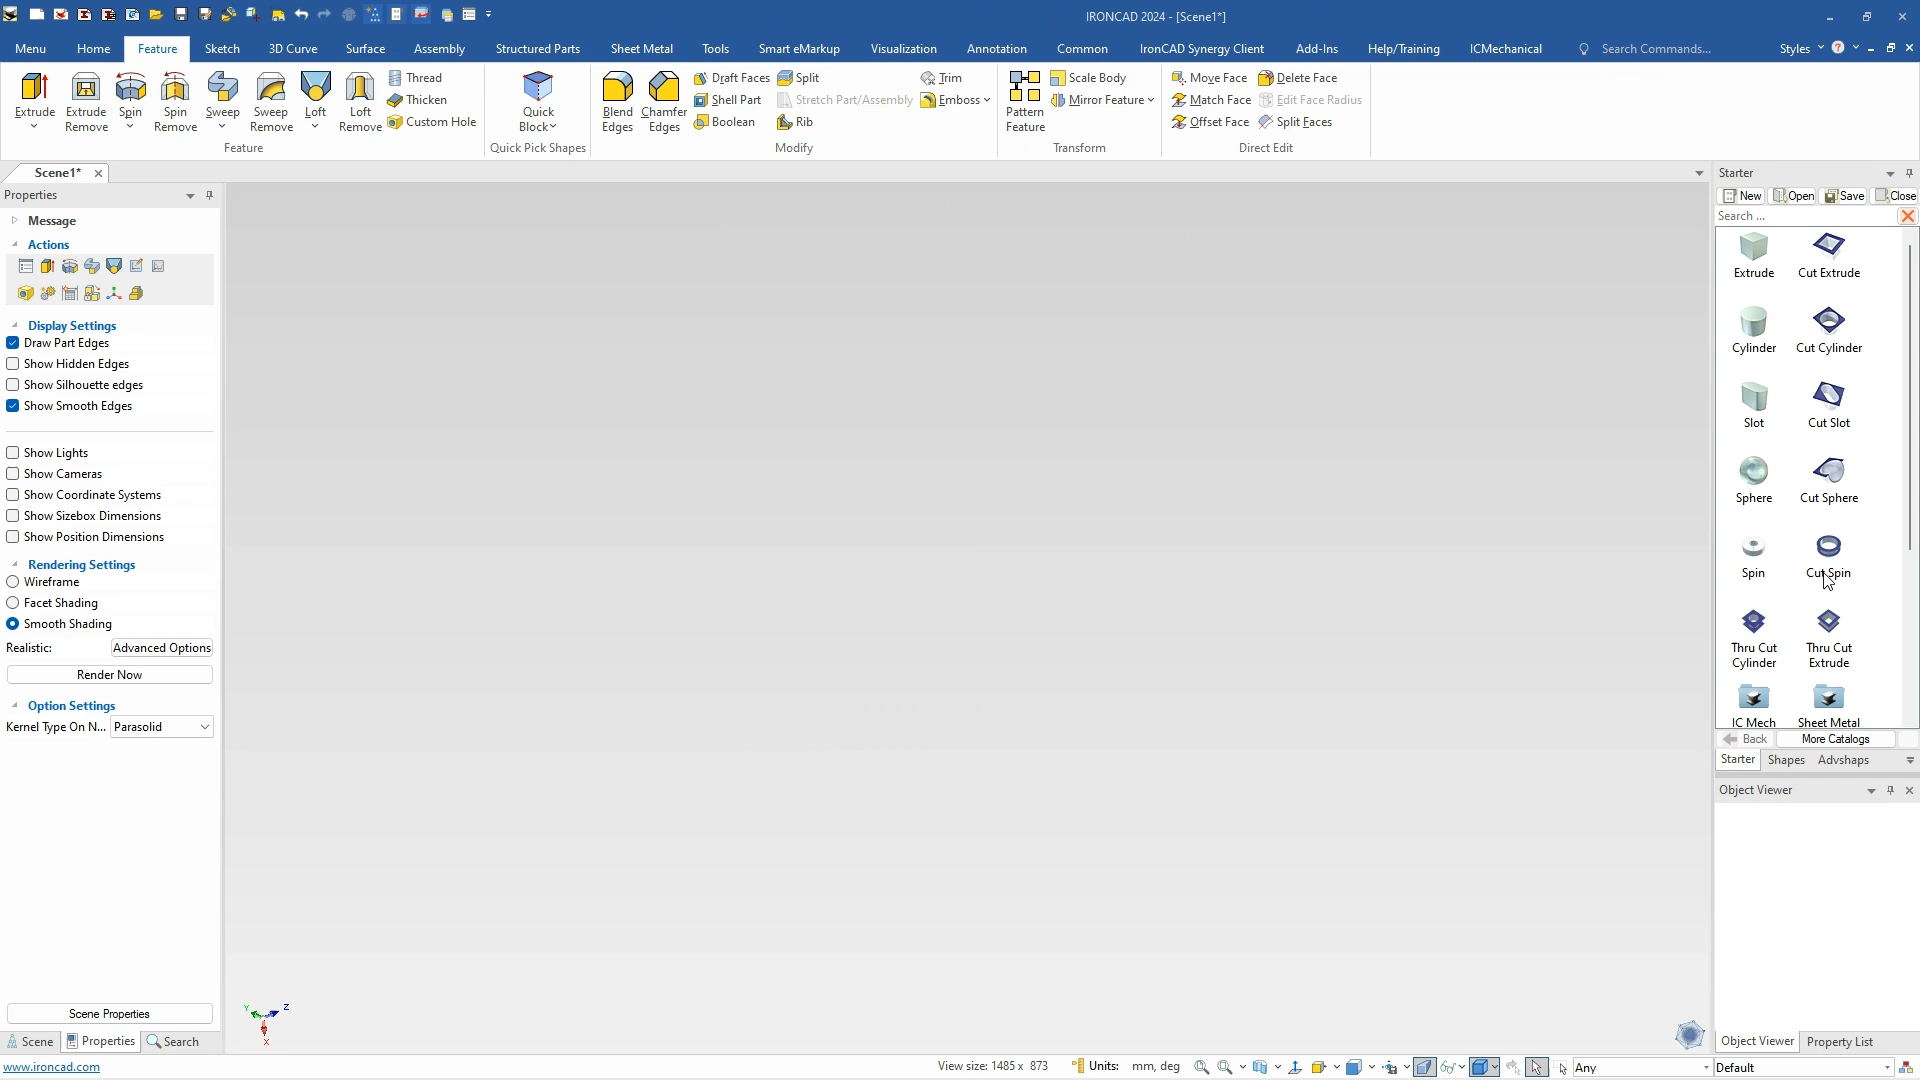 IRONCAD 2024 - [Scene1*]
Menu Home Feature Sketch 3D Curve Surface Assembly Structured Parts Sheet Metal Tools Smart eMarkup Visualization Annotation Common IronCAD Synergy Client Add-Ins Help/Training ICMechanical Search Commands... Styles
Extrude
Extrude Remove
Spin
Spin Remove
Sweep
Sweep Remove
Loft
Loft Remove
Thread
Thicken
Custom Hole
Feature
Quick Block
Quick Pick Shapes
Blend Edges
Chamfer Edges
Draft Faces
Shell Part
Boolean
Split
Stretch Part/Assembly
Rib
Trim
Emboss
Modify
Pattern Feature
Scale Body
Mirror Feature
Transform
Move Face
Match Face
Offset Face
Delete Face
Edit Face Radius
Split Faces
Direct Edit
Scene1*
Properties
Message
Actions
Display Settings
Draw Part Edges
Show Hidden Edges
Show Silhouette edges
Show Smooth Edges
Show Lights
Show Cameras
Show Coordinate Systems
Show Sizebox Dimensions
Show Position Dimensions
Rendering Settings
Wireframe
Facet Shading
Smooth Shading
Realistic: Advanced Options
Render Now
Option Settings
Kernel Type On N... Parasolid
Scene Properties
Scene Properties Search
Y Z
X
Starter
New Open Save Close
Search ...
Extrude Cut Extrude
Cylinder Cut Cylinder
Slot Cut Slot
Sphere Cut Sphere
Spin Cut Spin
Thru Cut Cylinder
Thru Cut Extrude
IC Mech Sheet Metal
Back More Catalogs
Starter Shapes Advshaps
Object Viewer
Object Viewer Property List
www.ironcad.com
View size: 1485 x 873 Units: mm, deg Any Default